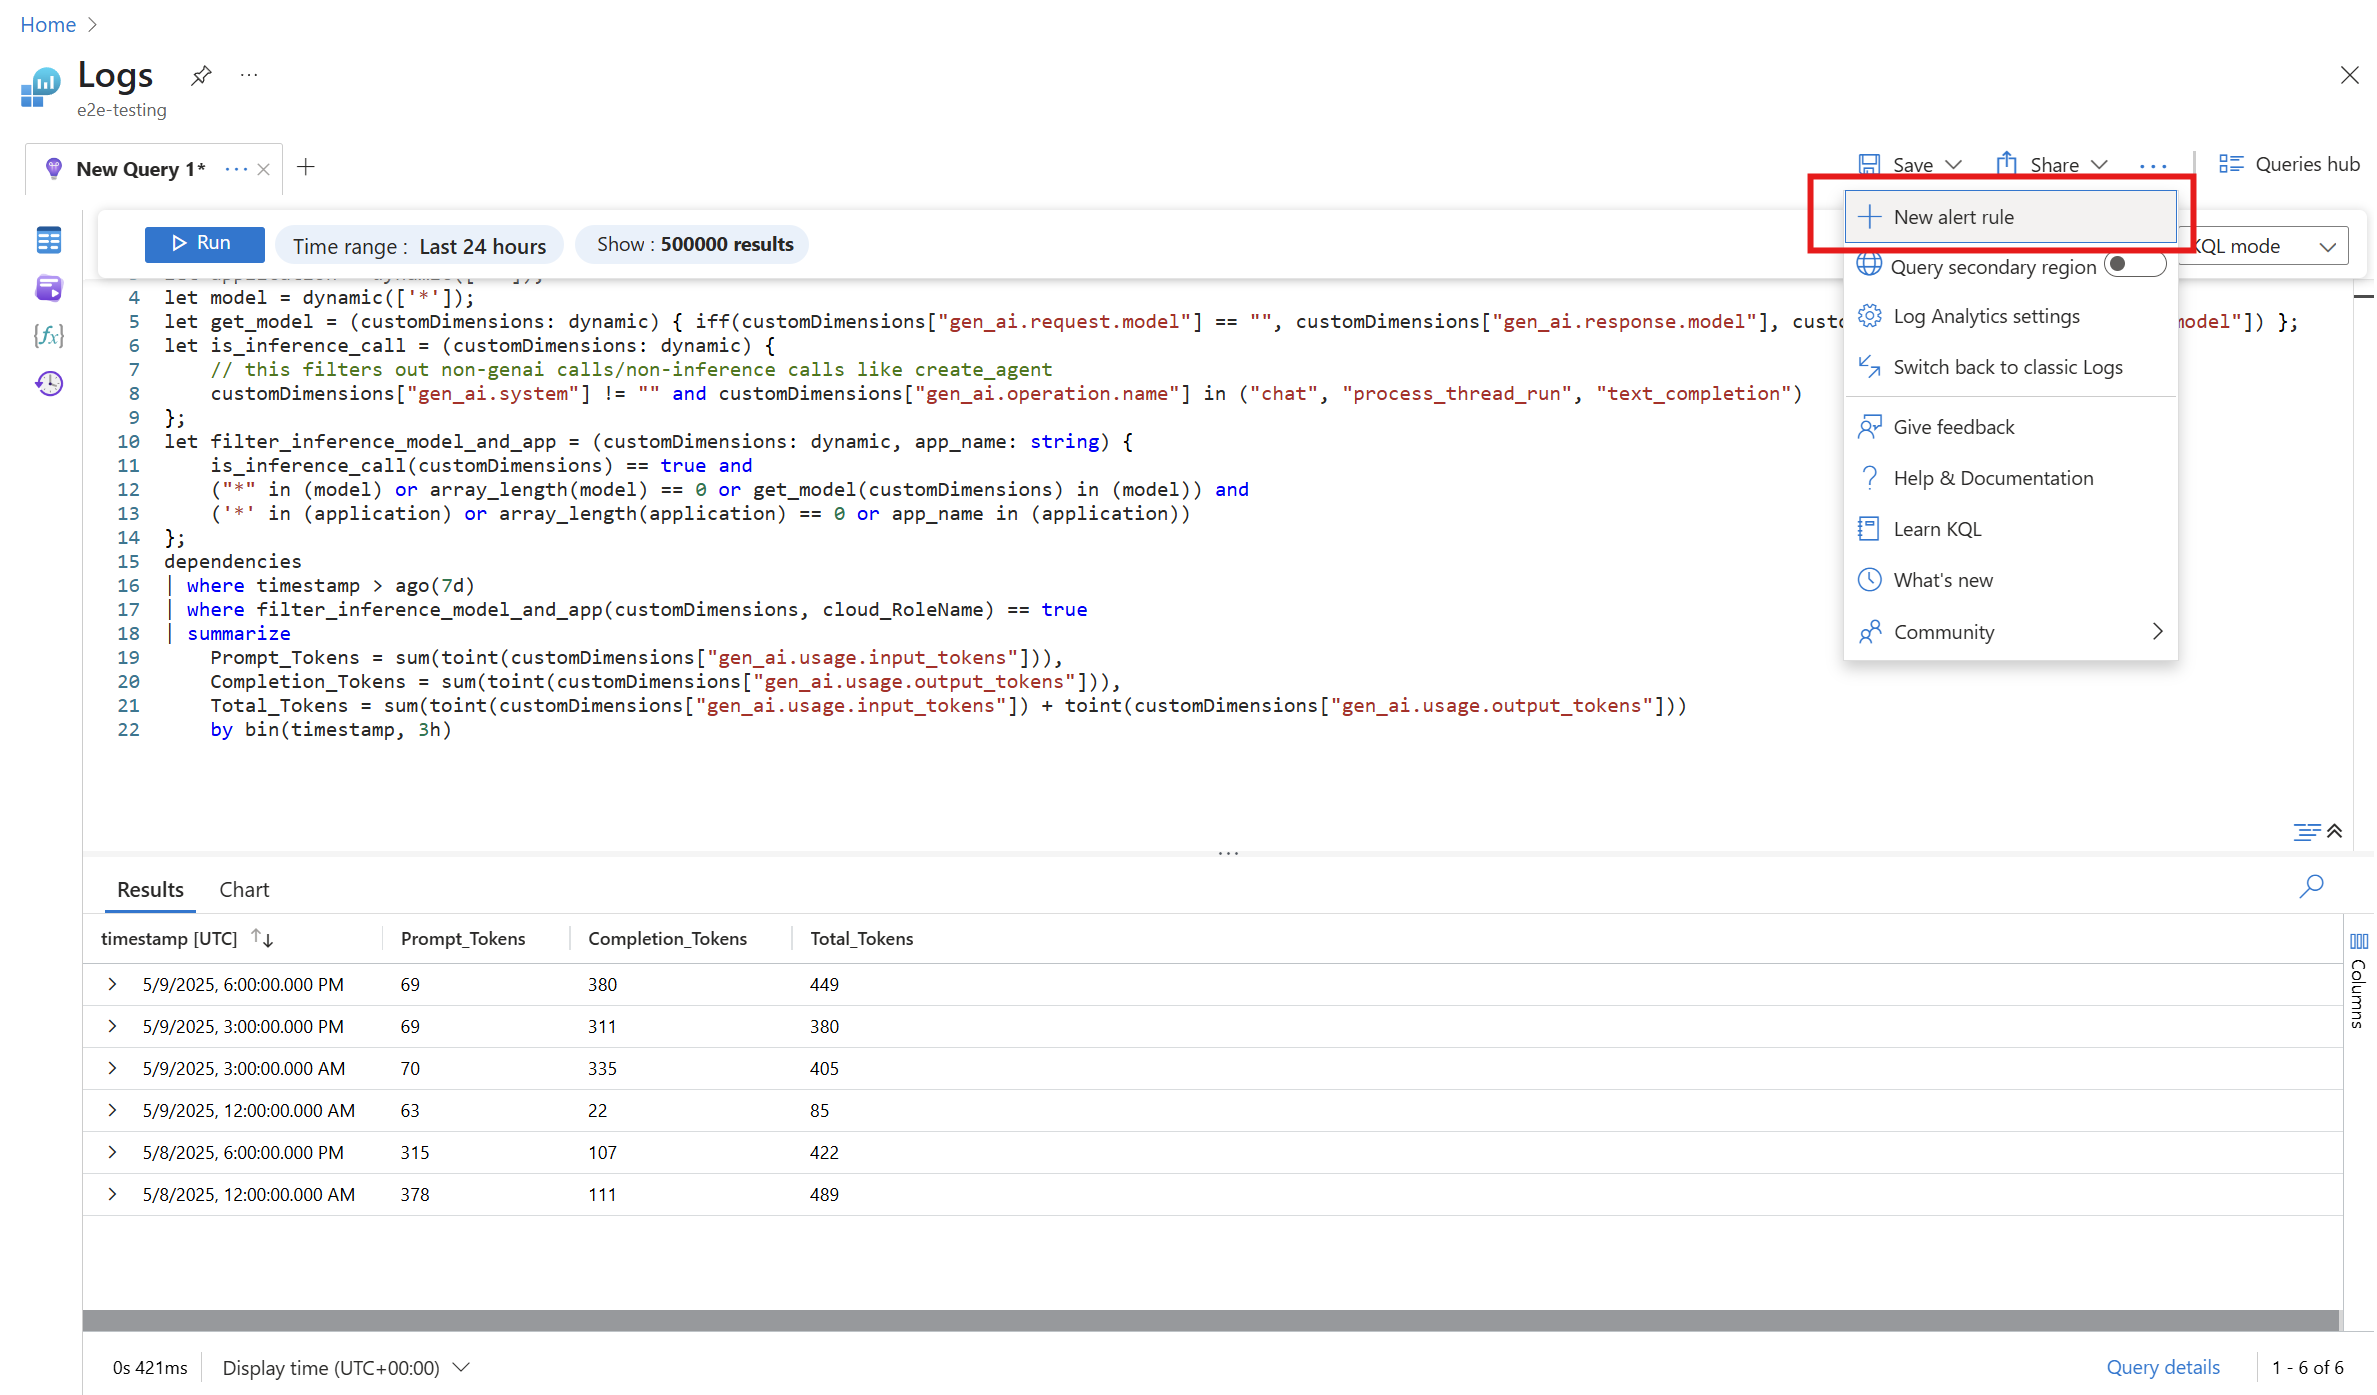 Home
Logs
e2e-testing
New Query 1*
Save
Share
Queries hub
Run
Time range : Last 24 hours
Show : 500000 results
New alert rule
KQL mode
Query secondary region
Log Analytics settings
Switch back to classic Logs
Give feedback
Help & Documentation
Learn KQL
What's new
Community
4 let model = dynamic(['*']);
5 let get_model = (customDimensions: dynamic) { iff(customDimensions["gen_ai.request.model"] == "", customDimensions["gen_ai.response.model"], custo model"]) };
6 let is_inference_call = (customDimensions: dynamic) {
7 // this filters out non-genai calls/non-inference calls like create_agent
8 customDimensions["gen_ai.system"] != "" and customDimensions["gen_ai.operation.name"] in ("chat", "process_thread_run", "text_completion")
9 };
10 let filter_inference_model_and_app = (customDimensions: dynamic, app_name: string) {
11 is_inference_call(customDimensions) == true and
12 ("*" in (model) or array_length(model) == 0 or get_model(customDimensions) in (model)) and
13 ('*' in (application) or array_length(application) == 0 or app_name in (application))
14 };
15 dependencies
16 | where timestamp > ago(7d)
17 | where filter_inference_model_and_app(customDimensions, cloud_RoleName) == true
18 | summarize
19 Prompt_Tokens = sum(toint(customDimensions["gen_ai.usage.input_tokens"])),
20 Completion_Tokens = sum(toint(customDimensions["gen_ai.usage.output_tokens"])),
21 Total_Tokens = sum(toint(customDimensions["gen_ai.usage.input_tokens"]) + toint(customDimensions["gen_ai.usage.output_tokens"]))
22 by bin(timestamp, 3h)
Results Chart
timestamp [UTC] Prompt_Tokens Completion_Tokens Total_Tokens
5/9/2025, 6:00:00.000 PM 69 380 449
5/9/2025, 3:00:00.000 PM 69 311 380
5/9/2025, 3:00:00.000 AM 70 335 405
5/9/2025, 12:00:00.000 AM 63 22 85
5/8/2025, 6:00:00.000 PM 315 107 422
5/8/2025, 12:00:00.000 AM 378 111 489
Columns
0s 421ms
Display time (UTC+00:00)
Query details
1 - 6 of 6